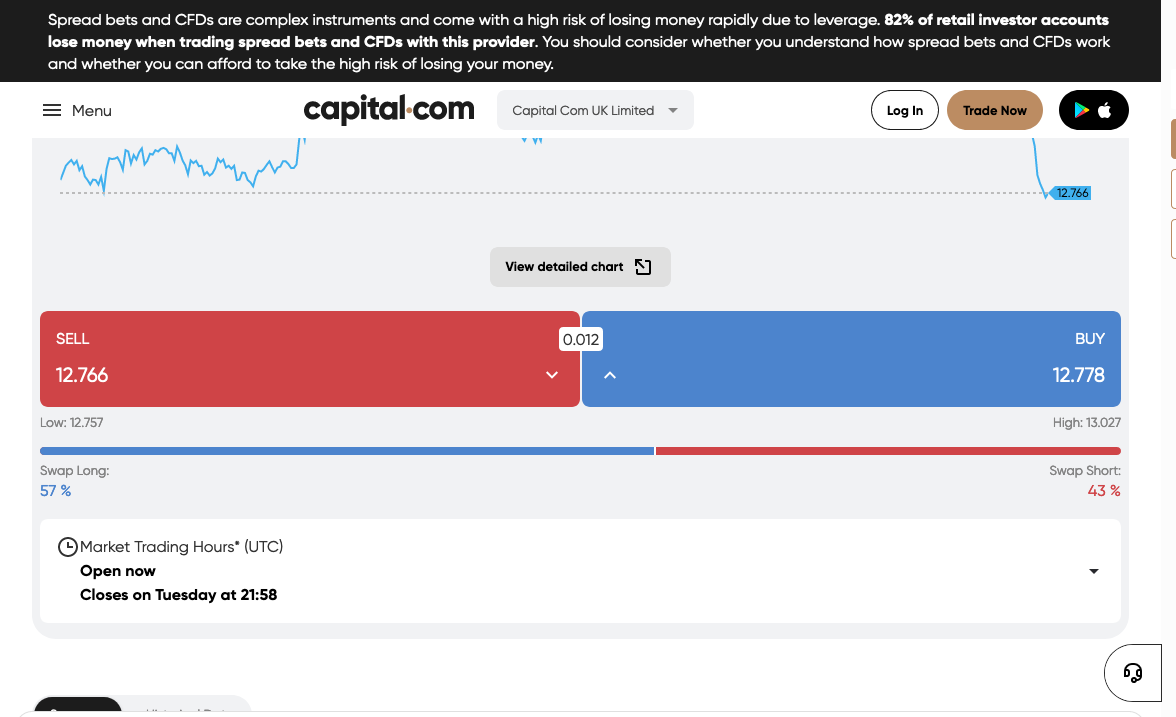 Spread bets and CFDs are complex instruments and come with a high risk of losing money rapidly due to leverage. 82% of retail investor accounts
lose money when trading spread bets and CFDs with this provider. You should consider whether you understand how spread bets and CFDs work
and whether you can afford to take the high risk of losing your money.
Menu
capital.com
Capital Com UK Limited
Log In
Trade Now
12.766
View detailed chart
SELL
0.012
BUY
12.766
12.778
Low: 12.757
High: 13.027
Swap Long:
Swap Short:
57 %
43 %
Market Trading Hours* (UTC)
Open now
Closes on Tuesday at 21:58